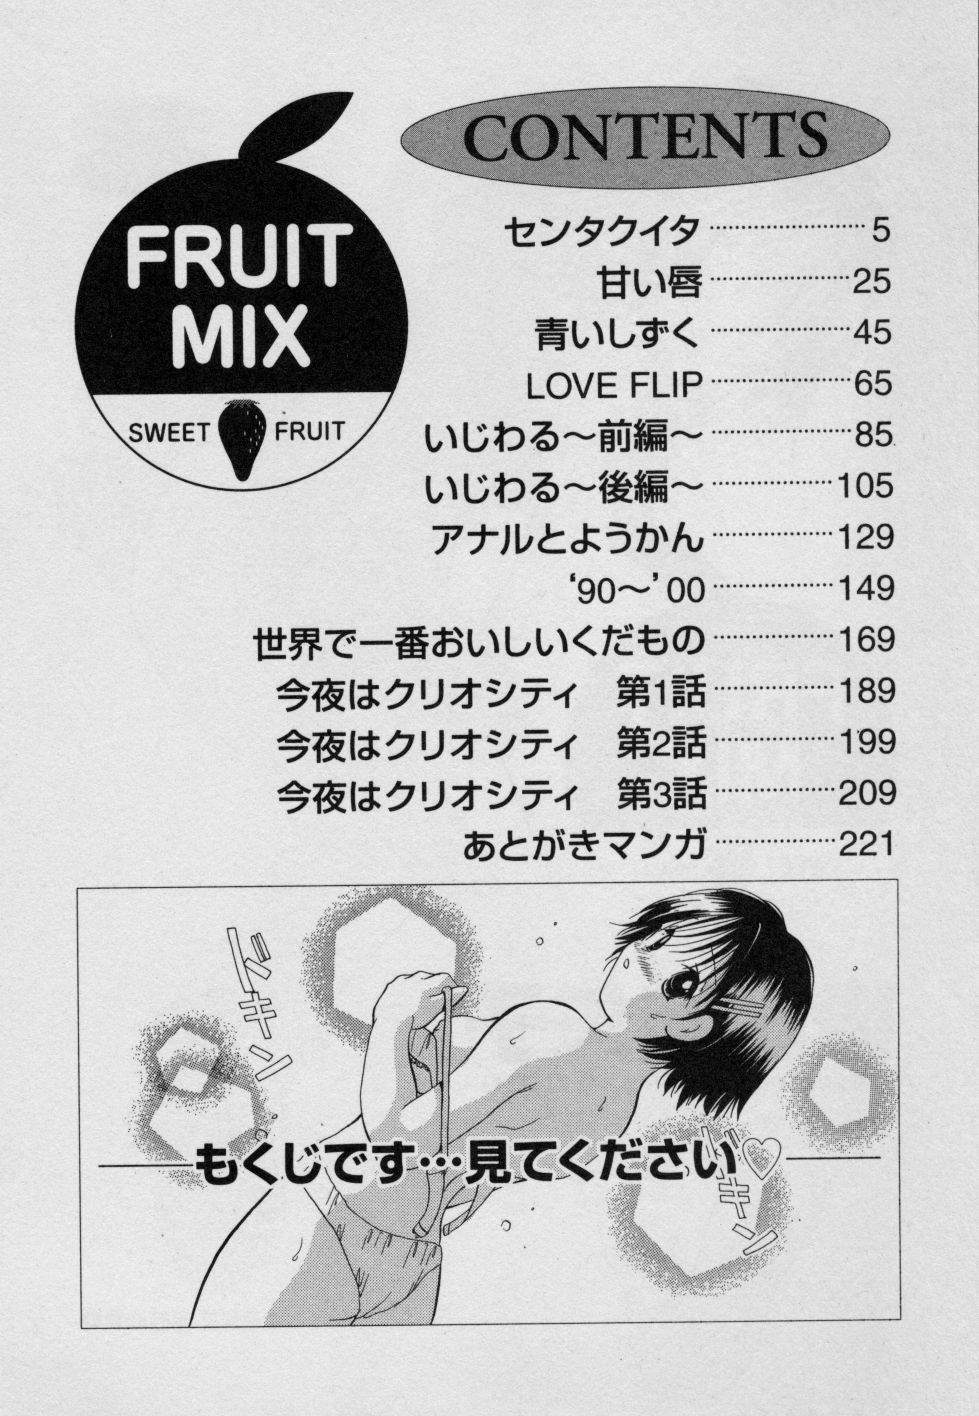 CONTENTS
FRUIT
MIX
SWEET FRUIT
センタクイタ 5
甘い唇 25
青いしずく 45
LOVE FLIP 65
いじわる〜前編〜 85
いじわる〜後編〜 105
アナルとようかん 129
'90〜'00 149
世界で一番おいしいくだもの 169
今夜はクリオシティ 第1話 189
今夜はクリオシティ 第2話 199
今夜はクリオシティ 第3話 209
あとがきマンガ 221
ドキン
もくじです…見てください♡
ドキン